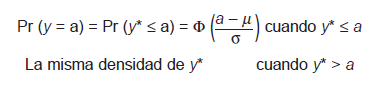 Pr (y = a) = Pr (y* ≤ a) = Φ (a – μ / σ) cuando y* ≤ a
La misma densidad de y* cuando y* > a